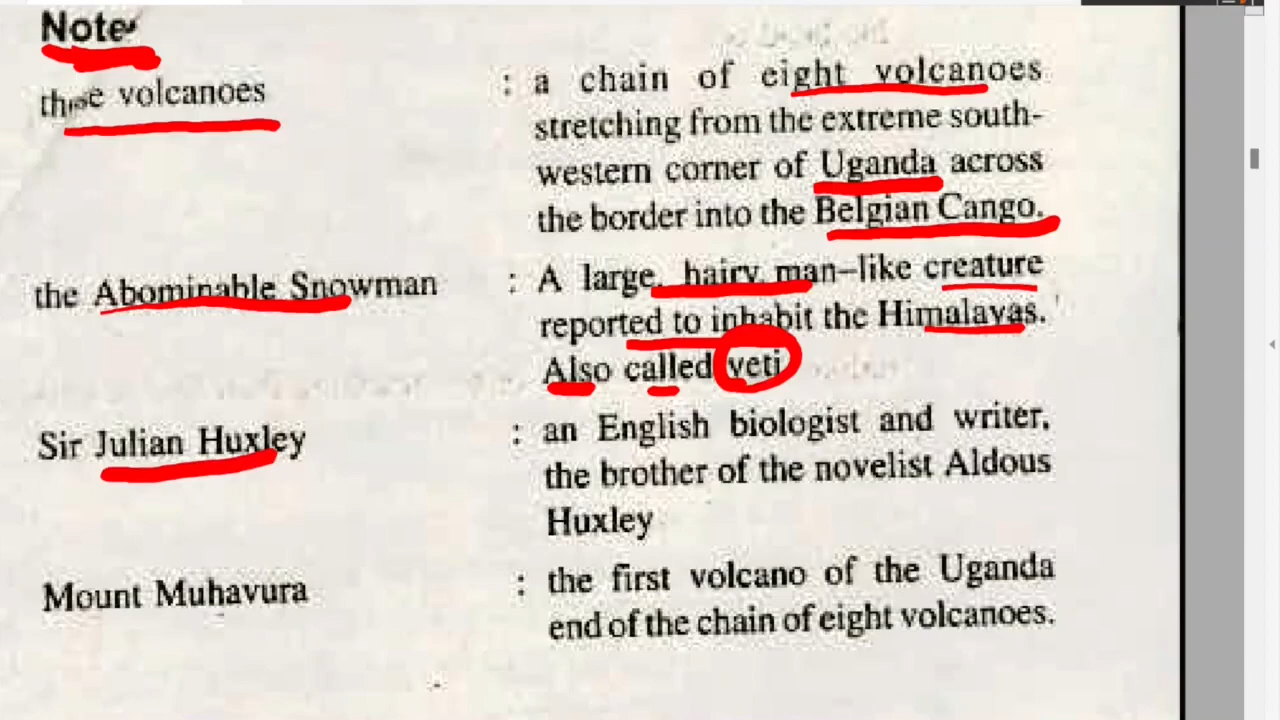 Note
these volcanoes : a chain of eight volcanoes
stretching from the extreme south-
western corner of Uganda across
the border into the Belgian Cango.
the Abominable Snowman : A large, hairy man-like creature
reported to inhabit the Himalayas.
Also called yeti
Sir Julian Huxley : an English biologist and writer,
the brother of the novelist Aldous
Huxley
Mount Muhavura : the first volcano of the Uganda
end of the chain of eight volcanoes.